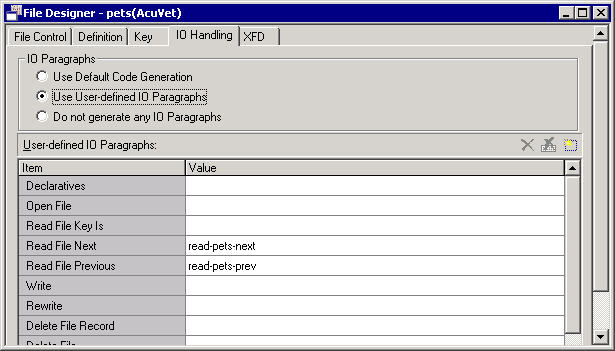 File Designer - pets(AcuVet)
File Control Definition Key IO Handling XFD
IO Paragraphs
Use Default Code Generation
Use User-defined IO Paragraphs
Do not generate any IO Paragraphs
User-defined IO Paragraphs:
Item Value
Declaratives
Open File
Read File Key Is
Read File Next read-pets-next
Read File Previous read-pets-prev
Write
Rewrite
Delete File Record
Delete File